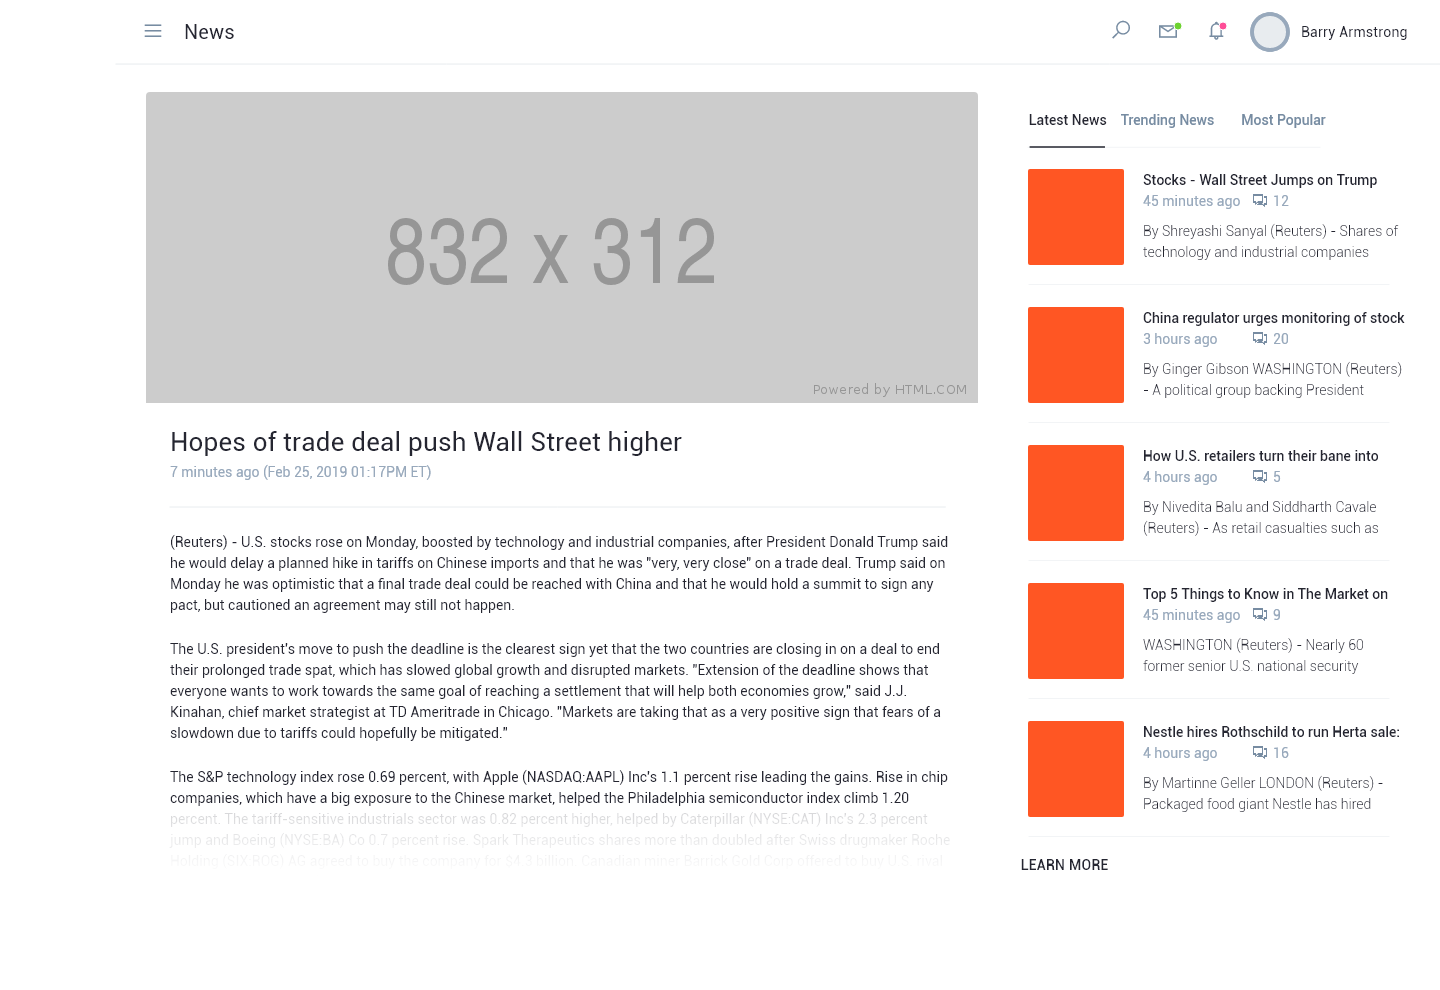 News
Barry Armstrong
832 x 312
Powered by HTML.COM
Hopes of trade deal push Wall Street higher
7 minutes ago (Feb 25, 2019 01:17PM ET)
(Reuters) - U.S. stocks rose on Monday, boosted by technology and industrial companies, after President Donald Trump said
he would delay a planned hike in tariffs on Chinese imports and that he was "very, very close" on a trade deal. Trump said on
Monday he was optimistic that a final trade deal could be reached with China and that he would hold a summit to sign any
pact, but cautioned an agreement may still not happen.
The U.S. president's move to push the deadline is the clearest sign yet that the two countries are closing in on a deal to end
their prolonged trade spat, which has slowed global growth and disrupted markets. "Extension of the deadline shows that
everyone wants to work towards the same goal of reaching a settlement that will help both economies grow," said J.J.
Kinahan, chief market strategist at TD Ameritrade in Chicago. "Markets are taking that as a very positive sign that fears of a
slowdown due to tariffs could hopefully be mitigated."
The S&P technology index rose 0.69 percent, with Apple (NASDAQ:AAPL) Inc's 1.1 percent rise leading the gains. Rise in chip
companies, which have a big exposure to the Chinese market, helped the Philadelphia semiconductor index climb 1.20
percent. The tariff-sensitive industrials sector was 0.82 percent higher, helped by Caterpillar (NYSE:CAT) Inc's 2.3 percent
jump and Boeing (NYSE:BA) Co 0.7 percent rise. Spark Therapeutics shares more than doubled after Swiss drugmaker Roche
Holding (SIX:ROG) AG agreed to buy the company for $4.3 billion. Canadian miner Barrick Gold Corp offered to buy U.S. rival
Latest News
Trending News
Most Popular
Stocks - Wall Street Jumps on Trump
45 minutes ago 12
By Shreyashi Sanyal (Reuters) - Shares of
technology and industrial companies
China regulator urges monitoring of stock
3 hours ago 20
By Ginger Gibson WASHINGTON (Reuters)
- A political group backing President
How U.S. retailers turn their bane into
4 hours ago 5
By Nivedita Balu and Siddharth Cavale
(Reuters) - As retail casualties such as
Top 5 Things to Know in The Market on
45 minutes ago 9
WASHINGTON (Reuters) - Nearly 60
former senior U.S. national security
Nestle hires Rothschild to run Herta sale:
4 hours ago 16
By Martinne Geller LONDON (Reuters) -
Packaged food giant Nestle has hired
LEARN MORE